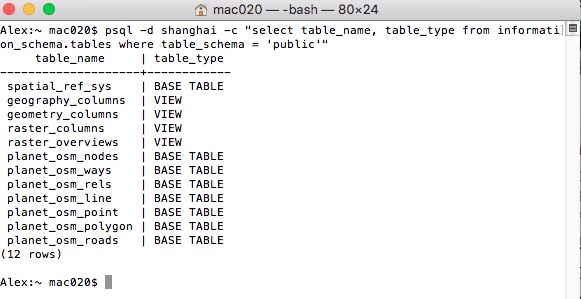 mac020 — -bash — 80×24
Alex:~ mac020$ psql -d shanghai -c "select table_name, table_type from informati
on_schema.tables where table_schema = 'public'"
    table_name     | table_type
-------------------+------------
 spatial_ref_sys   | BASE TABLE
 geography_columns | VIEW
 geometry_columns  | VIEW
 raster_columns    | VIEW
 raster_overviews  | VIEW
 planet_osm_nodes  | BASE TABLE
 planet_osm_ways   | BASE TABLE
 planet_osm_rels   | BASE TABLE
 planet_osm_line   | BASE TABLE
 planet_osm_point  | BASE TABLE
 planet_osm_polygon | BASE TABLE
 planet_osm_roads  | BASE TABLE
(12 rows)
Alex:~ mac020$